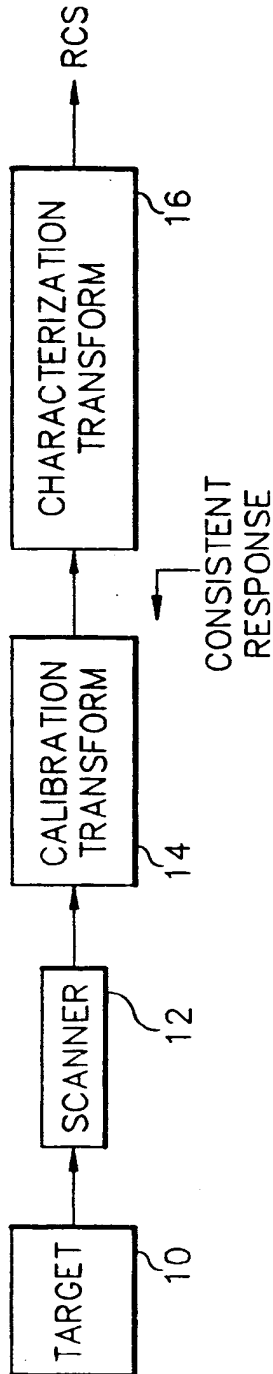 TARGET
10
SCANNER
12
CALIBRATION
TRANSFORM
14
CONSISTENT
RESPONSE
CHARACTERIZATION
TRANSFORM
16
RCS